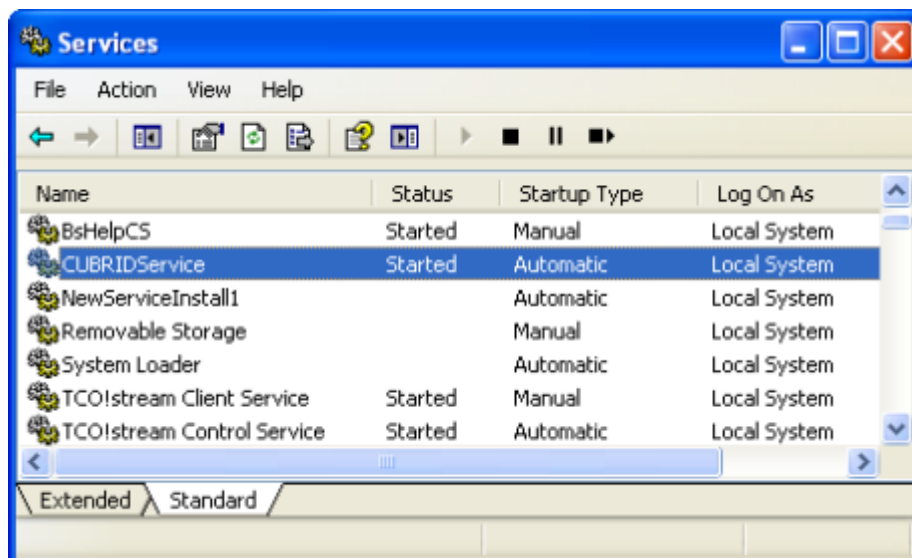 Services
File Action View Help
Name Status Startup Type Log On As
BsHelpCS Started Manual Local System
CUBRIDService Started Automatic Local System
NewServiceInstall1 Automatic Local System
Removable Storage Manual Local System
System Loader Automatic Local System
TCO!stream Client Service Started Manual Local System
TCO!stream Control Service Started Automatic Local System
Extended Standard